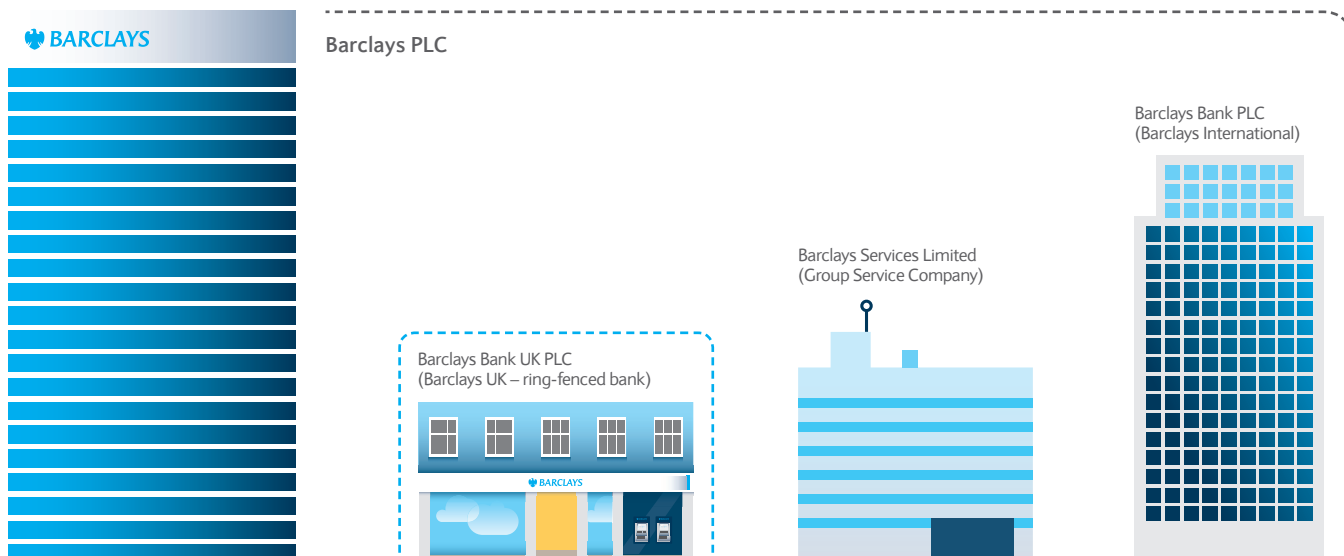 BARCLAYS
Barclays PLC
Barclays Bank PLC
(Barclays International)
Barclays Services Limited
(Group Service Company)
Barclays Bank UK PLC
(Barclays UK – ring-fenced bank)
BARCLAYS